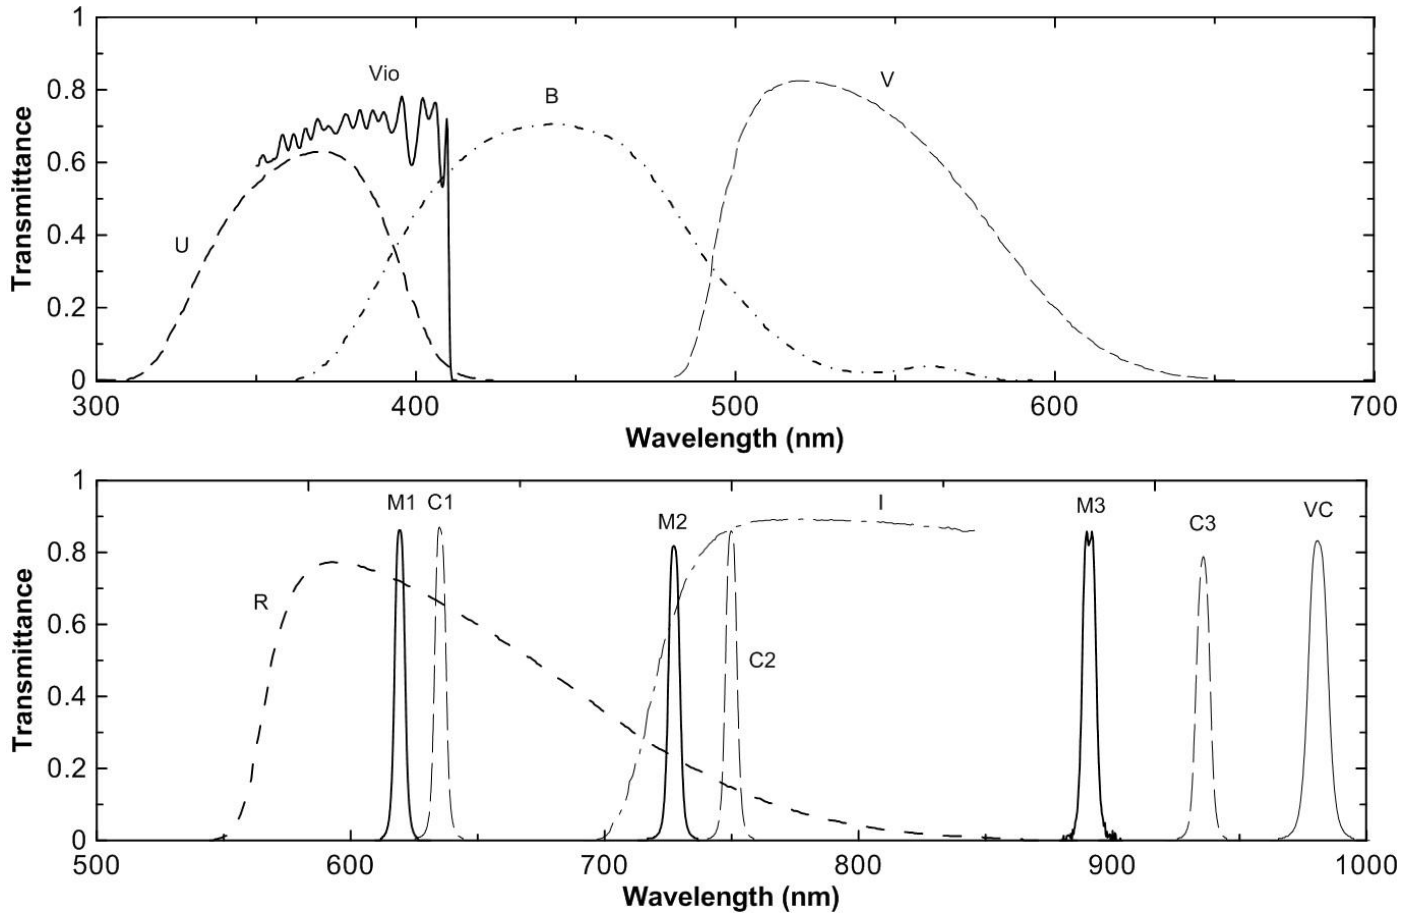 1
0.8
0.6
0.4
0.2
0
Transmittance
Vio
B
V
U
300 400 500 600 700
Wavelength (nm)
1
0.8
0.6
0.4
0.2
0
Transmittance
M1 C1 M2 I M3 C3 VC
R
C2
500 600 700 800 900 1000
Wavelength (nm)